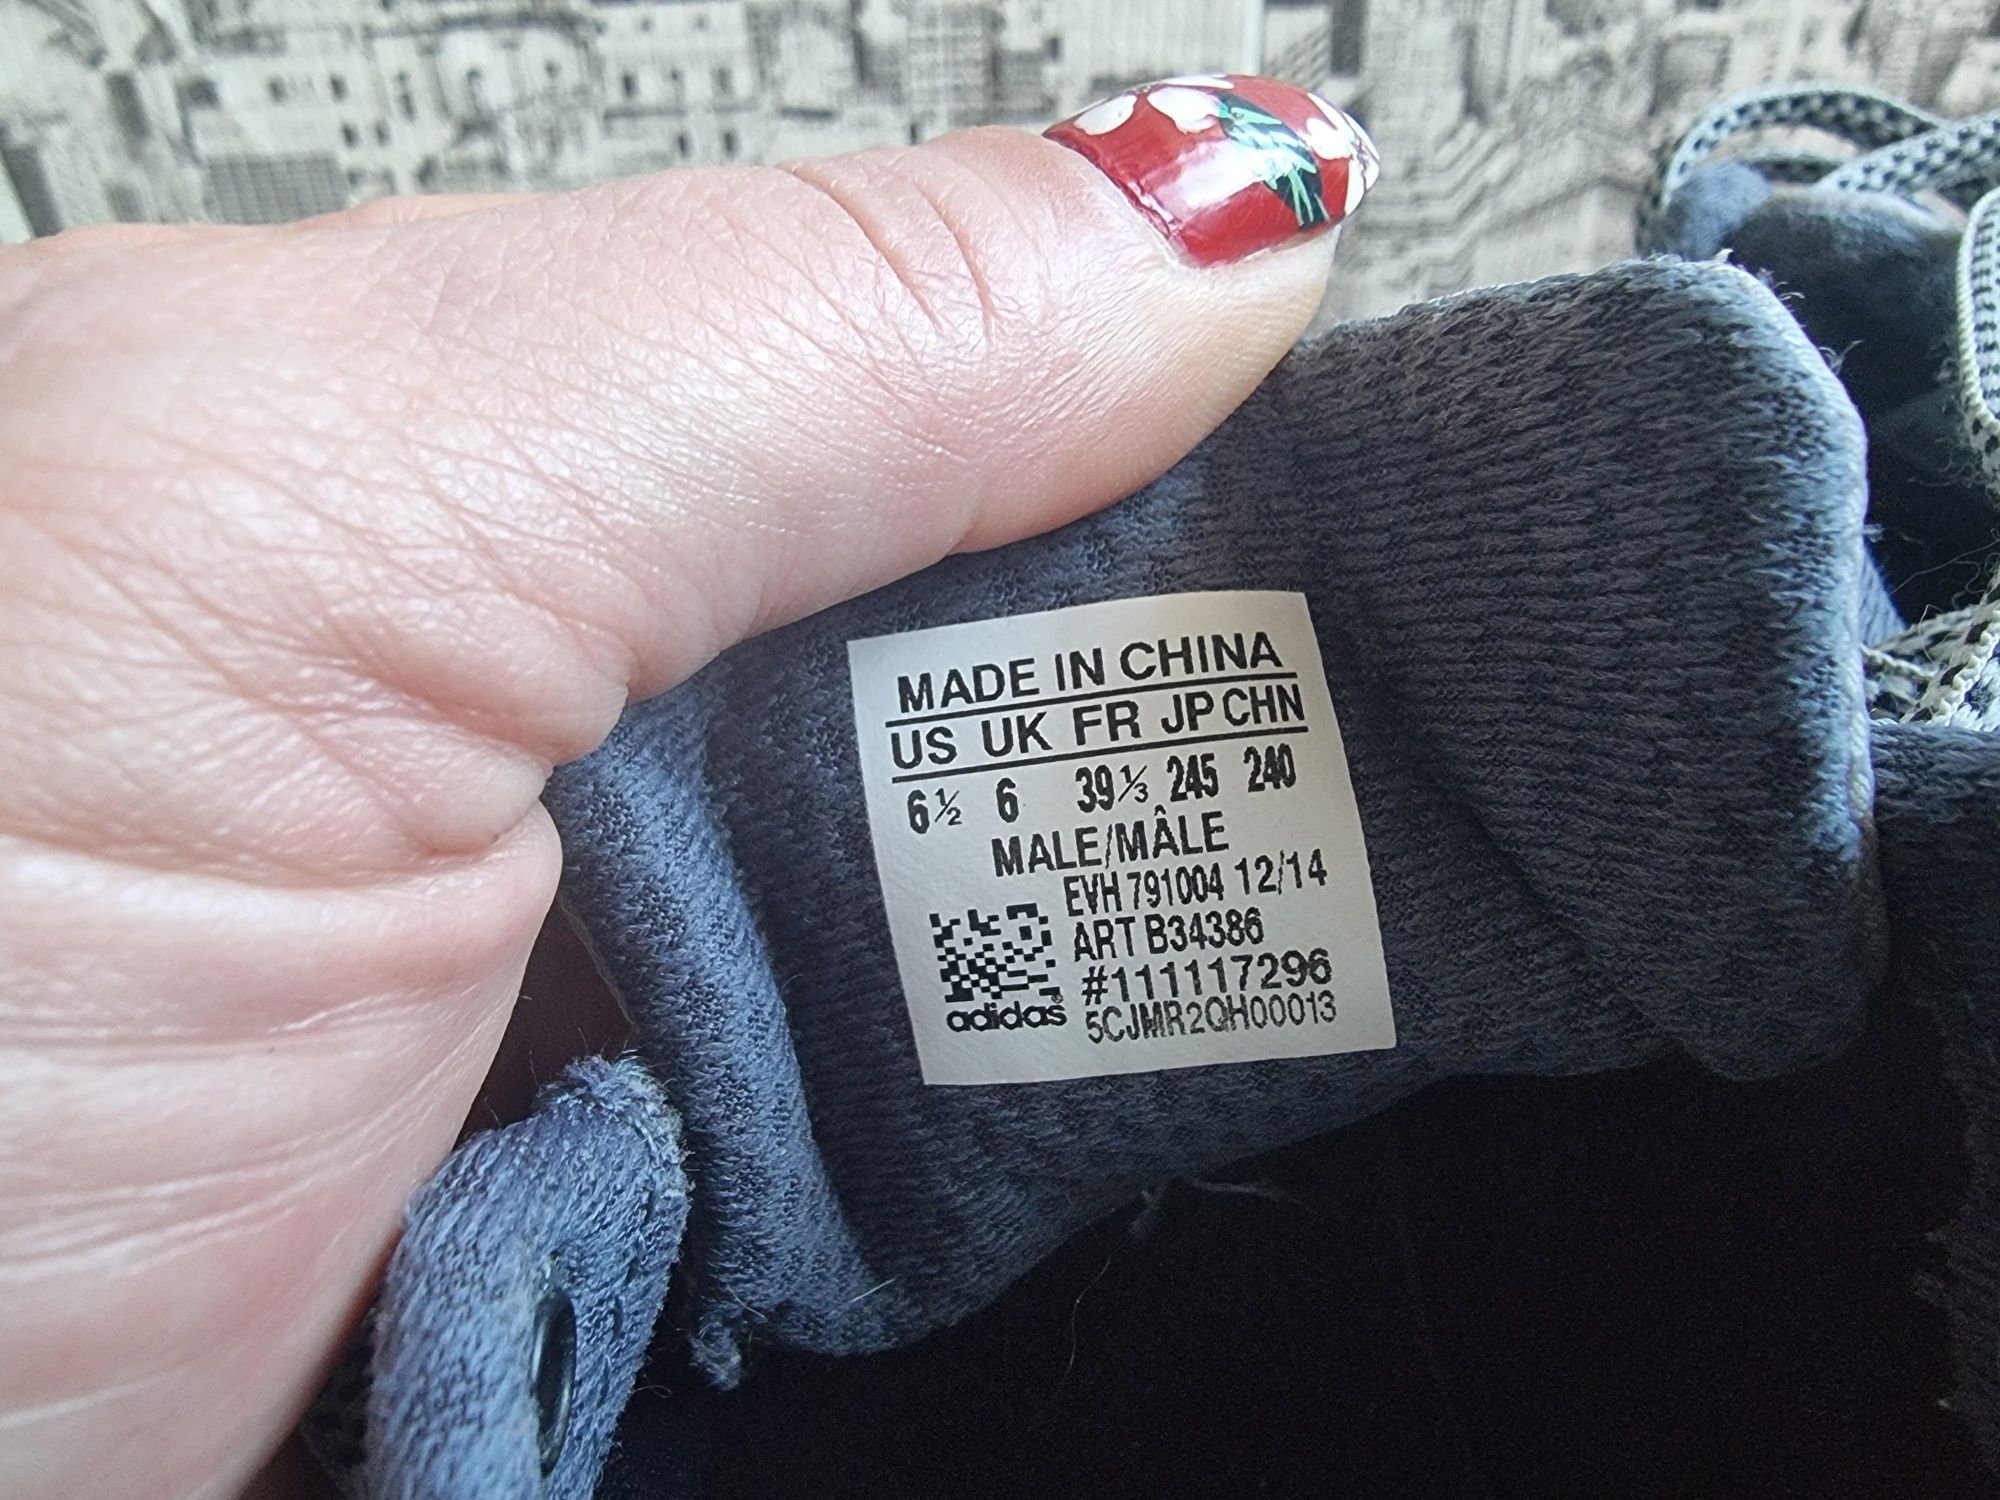 MADE IN CHINA
US UK FR JP CHN
6½ 6 39⅓ 245 240
MALE/MÂLE
EVH 791004 12/14
ART B34386
#111117296
adidas® 5CJMR2QH00013